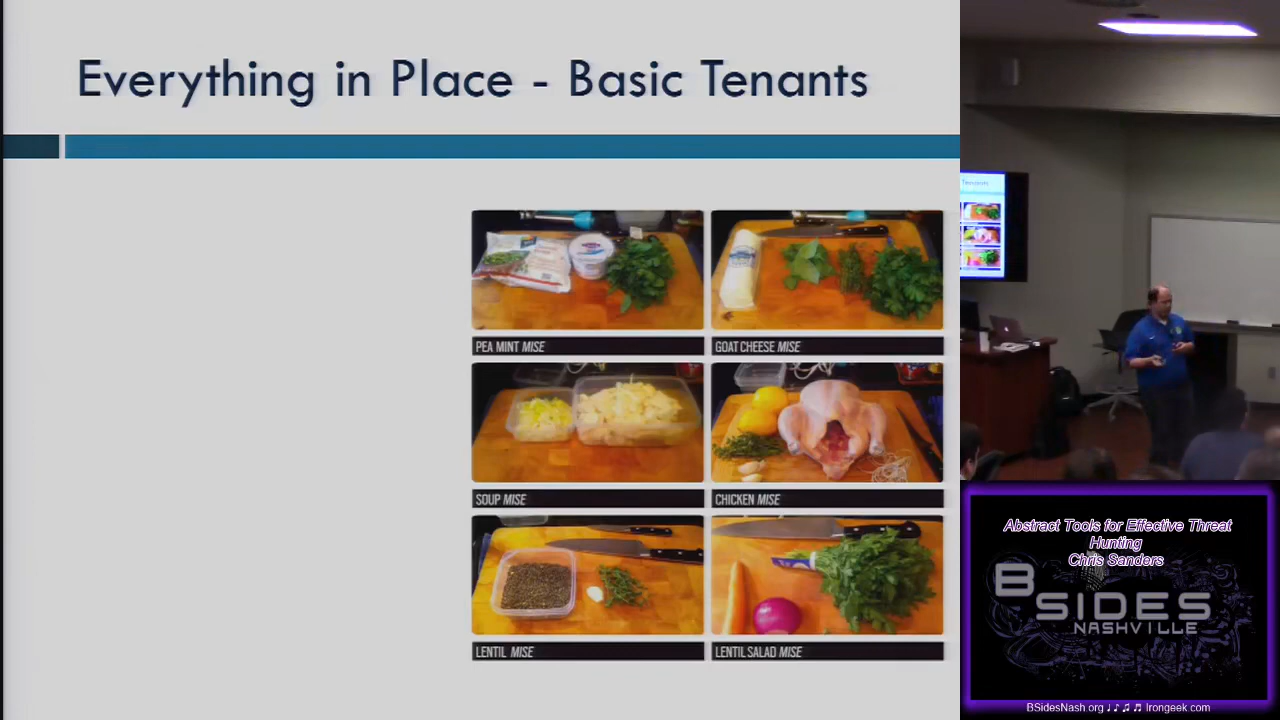 Everything in Place - Basic Tenants
PEA MINT MISE
GOAT CHEESE MISE
SOUP MISE
CHICKEN MISE
LENTIL MISE
LENTIL SALAD MISE
Tenants
Abstract Tools for Effective Threat
Hunting
Chris Sanders
BSIDES
NASHVILLE
BSidesNash.org ♩ ♪ ♫ ♬ Irongeek.com